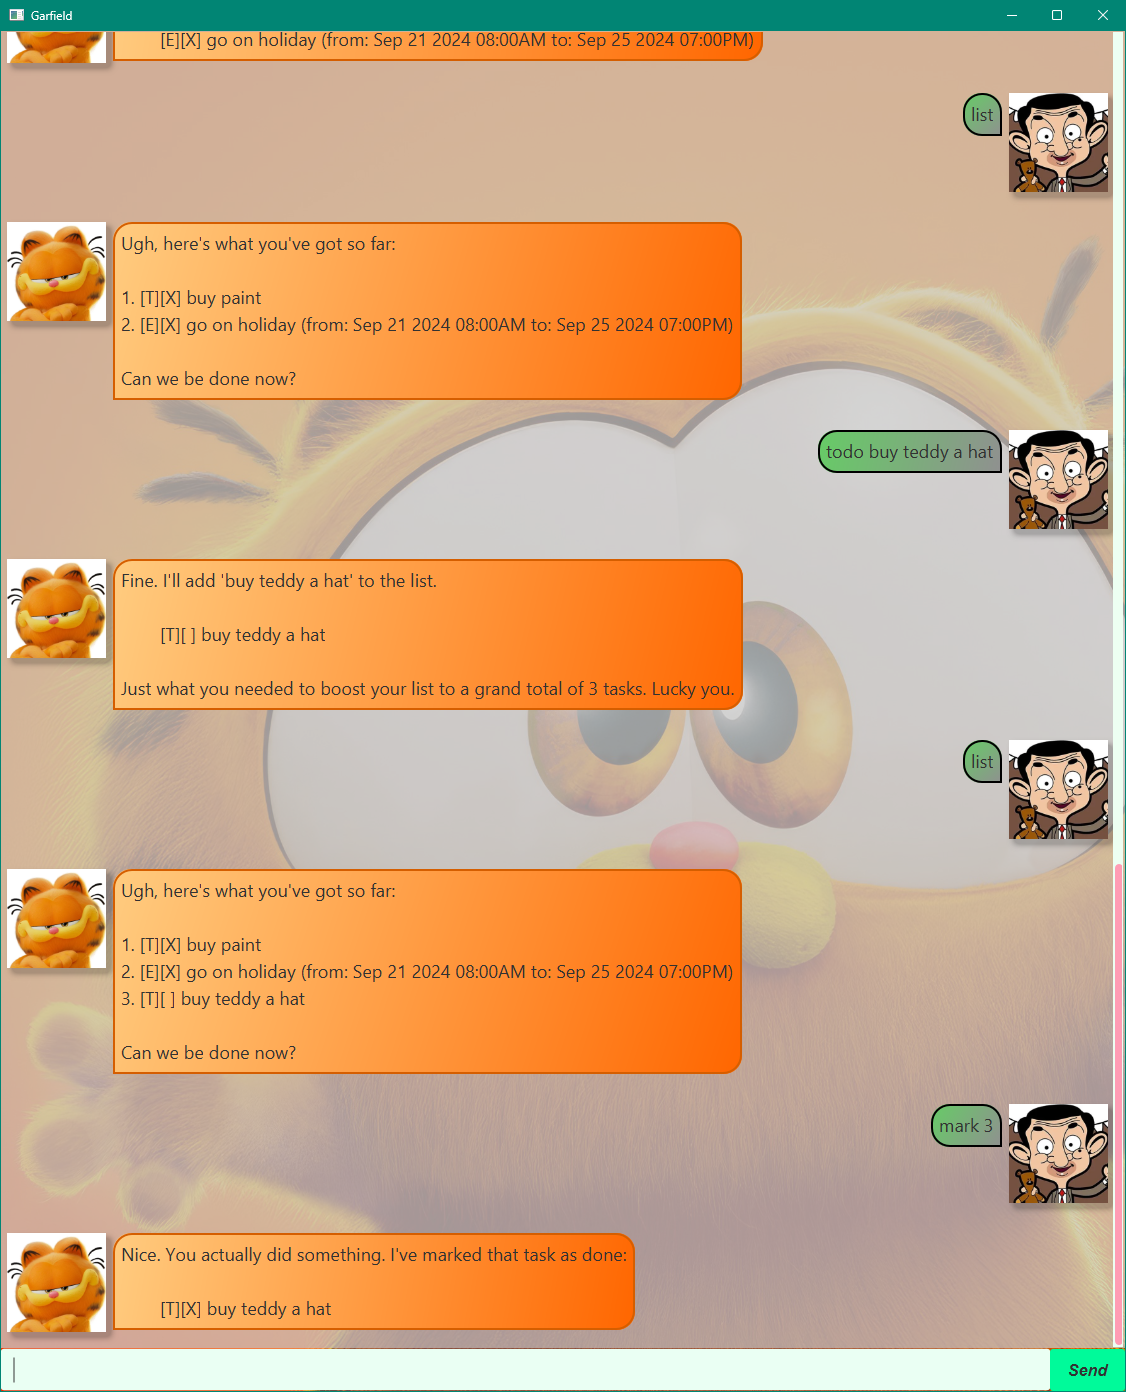 Garfield
[E][X] go on holiday (from: Sep 21 2024 08:00AM to: Sep 25 2024 07:00PM)
list
Ugh, here's what you've got so far:
1. [T][X] buy paint
2. [E][X] go on holiday (from: Sep 21 2024 08:00AM to: Sep 25 2024 07:00PM)
Can we be done now?
todo buy teddy a hat
Fine. I'll add 'buy teddy a hat' to the list.
[T][ ] buy teddy a hat
Just what you needed to boost your list to a grand total of 3 tasks. Lucky you.
list
Ugh, here's what you've got so far:
1. [T][X] buy paint
2. [E][X] go on holiday (from: Sep 21 2024 08:00AM to: Sep 25 2024 07:00PM)
3. [T][ ] buy teddy a hat
Can we be done now?
mark 3
Nice. You actually did something. I've marked that task as done:
[T][X] buy teddy a hat
Send